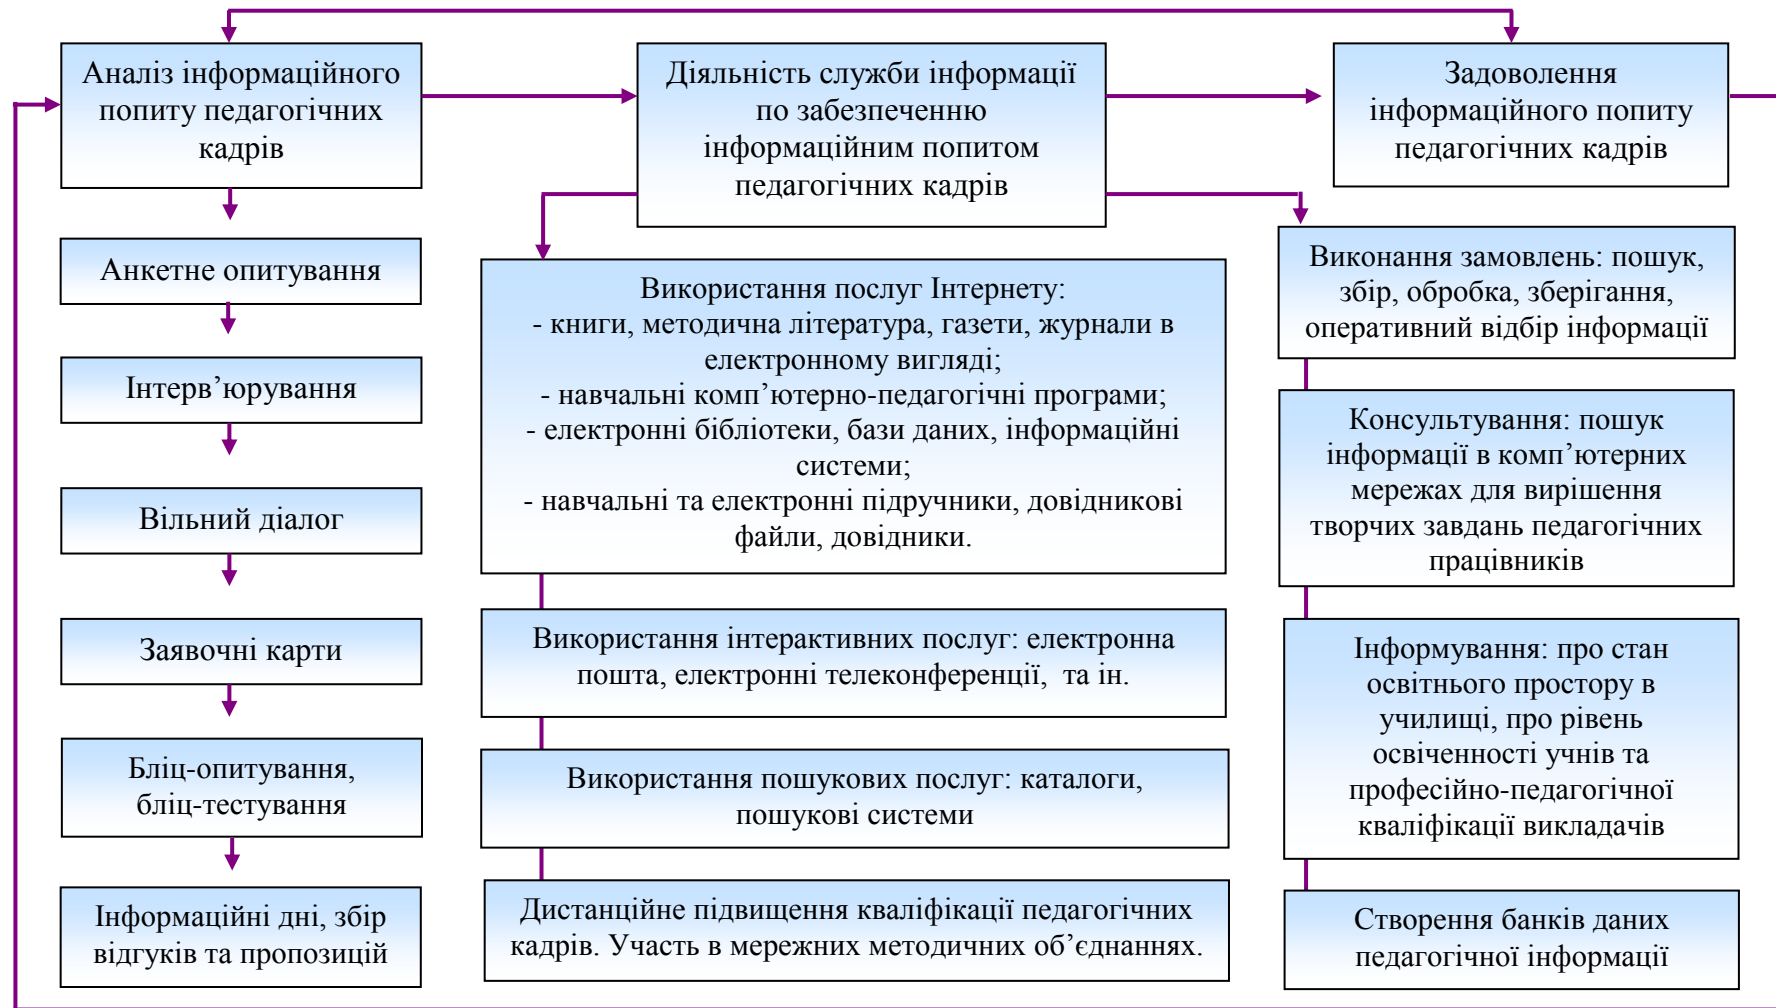 Аналіз інформаційного
попиту педагогічних
кадрів
Діяльність служби інформації
по забезпеченню
інформаційним попитом
педагогічних кадрів
Задоволення
інформаційного попиту
педагогічних кадрів
Анкетне опитування
Інтерв’юрування
Вільний діалог
Заявочні карти
Бліц-опитування,
бліц-тестування
Інформаційні дні, збір
відгуків та пропозицій
Використання послуг Інтернету:
- книги, методична література, газети, журнали в
електронному вигляді;
- навчальні комп’ютерно-педагогічні програми;
- електронні бібліотеки, бази даних, інформаційні
системи;
- навчальні та електронні підручники, довідникові
файли, довідники.
Використання інтерактивних послуг: електронна
пошта, електронні телеконференції, та ін.
Використання пошукових послуг: каталоги,
пошукові системи
Дистанційне підвищення кваліфікації педагогічних
кадрів. Участь в мережних методичних об’єднаннях.
Виконання замовлень: пошук,
збір, обробка, зберігання,
оперативний відбір інформації
Консультування: пошук
інформації в комп’ютерних
мережах для вирішення
творчих завдань педагогічних
працівників
Інформування: про стан
освітнього простору в
училищі, про рівень
освіченності учнів та
професійно-педагогічної
кваліфікації викладачів
Створення банків даних
педагогічної інформації